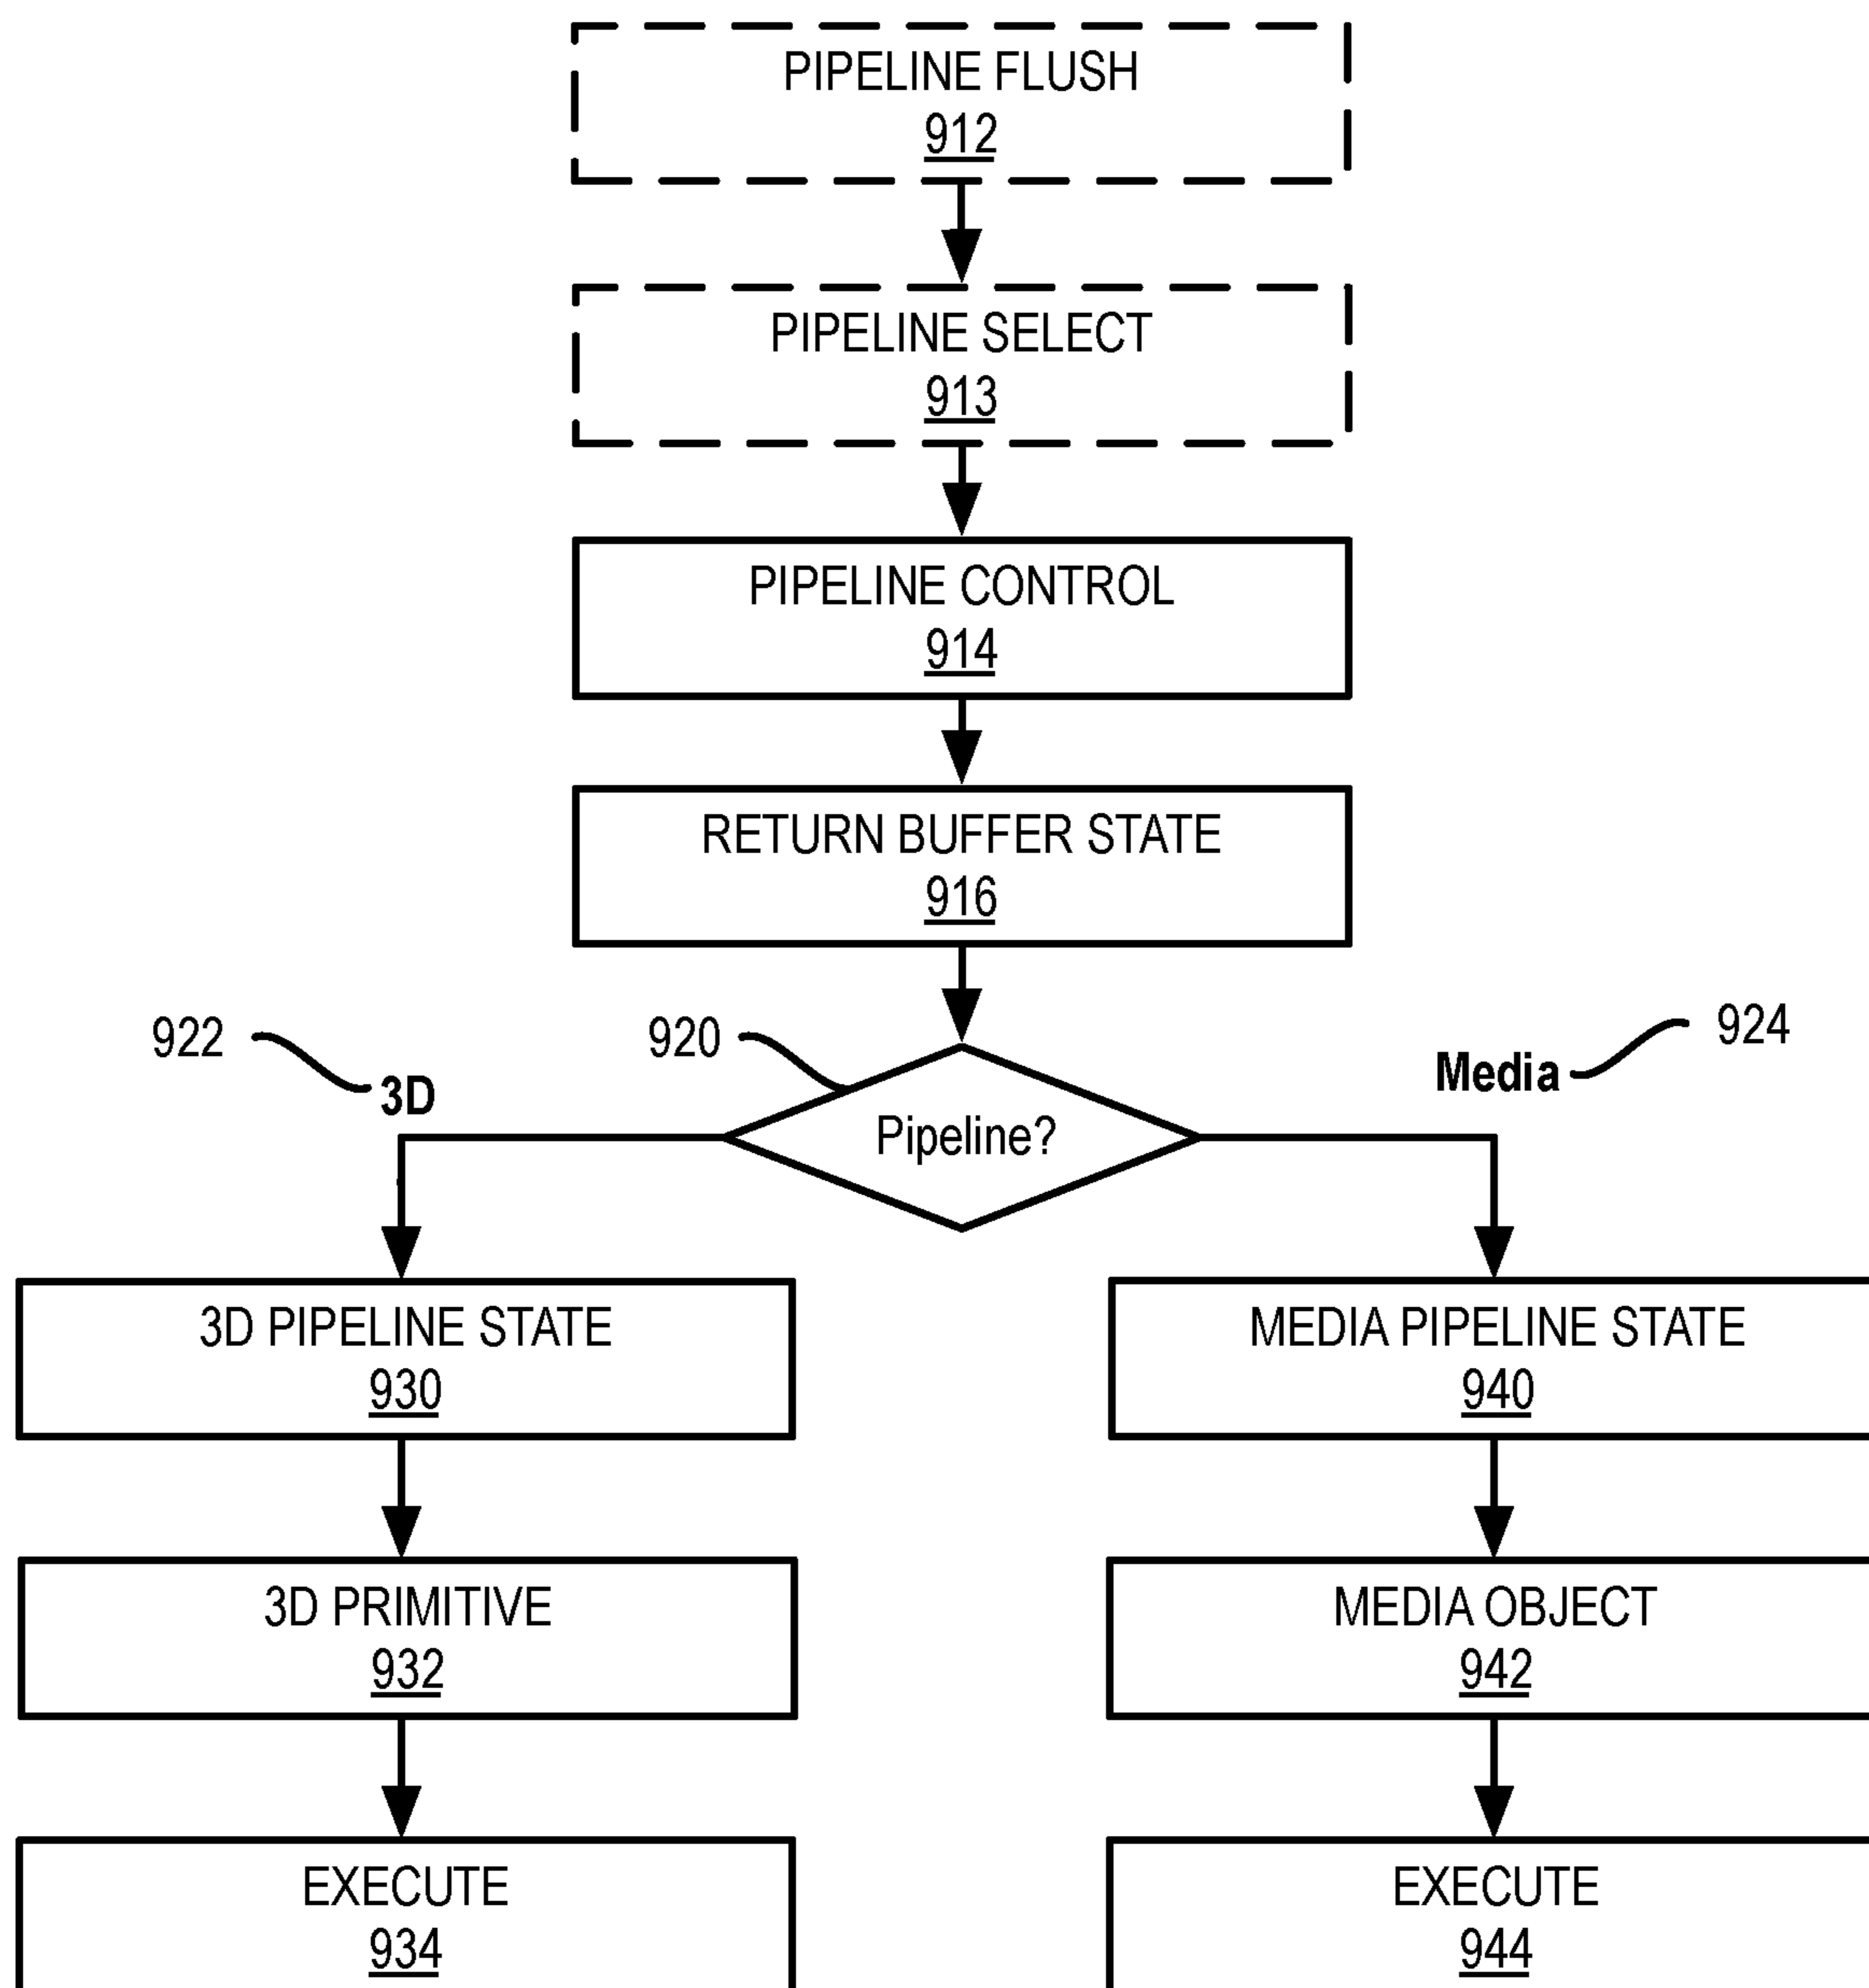 PIPELINE FLUSH
912
PIPELINE SELECT
913
PIPELINE CONTROL
914
RETURN BUFFER STATE
916
922
920
924
3D
Media
Pipeline?
3D PIPELINE STATE
930
MEDIA PIPELINE STATE
940
3D PRIMITIVE
932
MEDIA OBJECT
942
EXECUTE
934
EXECUTE
944